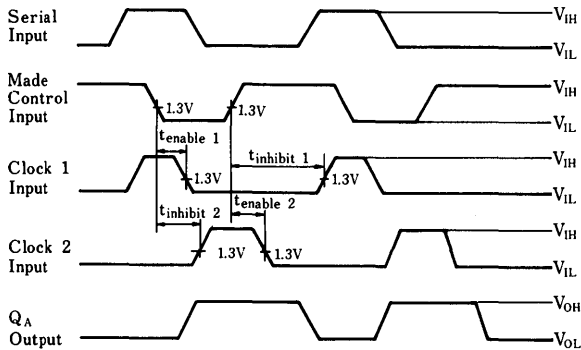 Serial
Input
V_IH
V_IL
Made
Control
Input
V_IH
V_IL
1.3V
1.3V
t_enable 1
t_inhibit 1
Clock 1
Input
V_IH
V_IL
1.3V
1.3V
t_inhibit 2
t_enable 2
Clock 2
Input
V_IH
V_IL
1.3V
1.3V
Q_A
Output
V_OH
V_OL